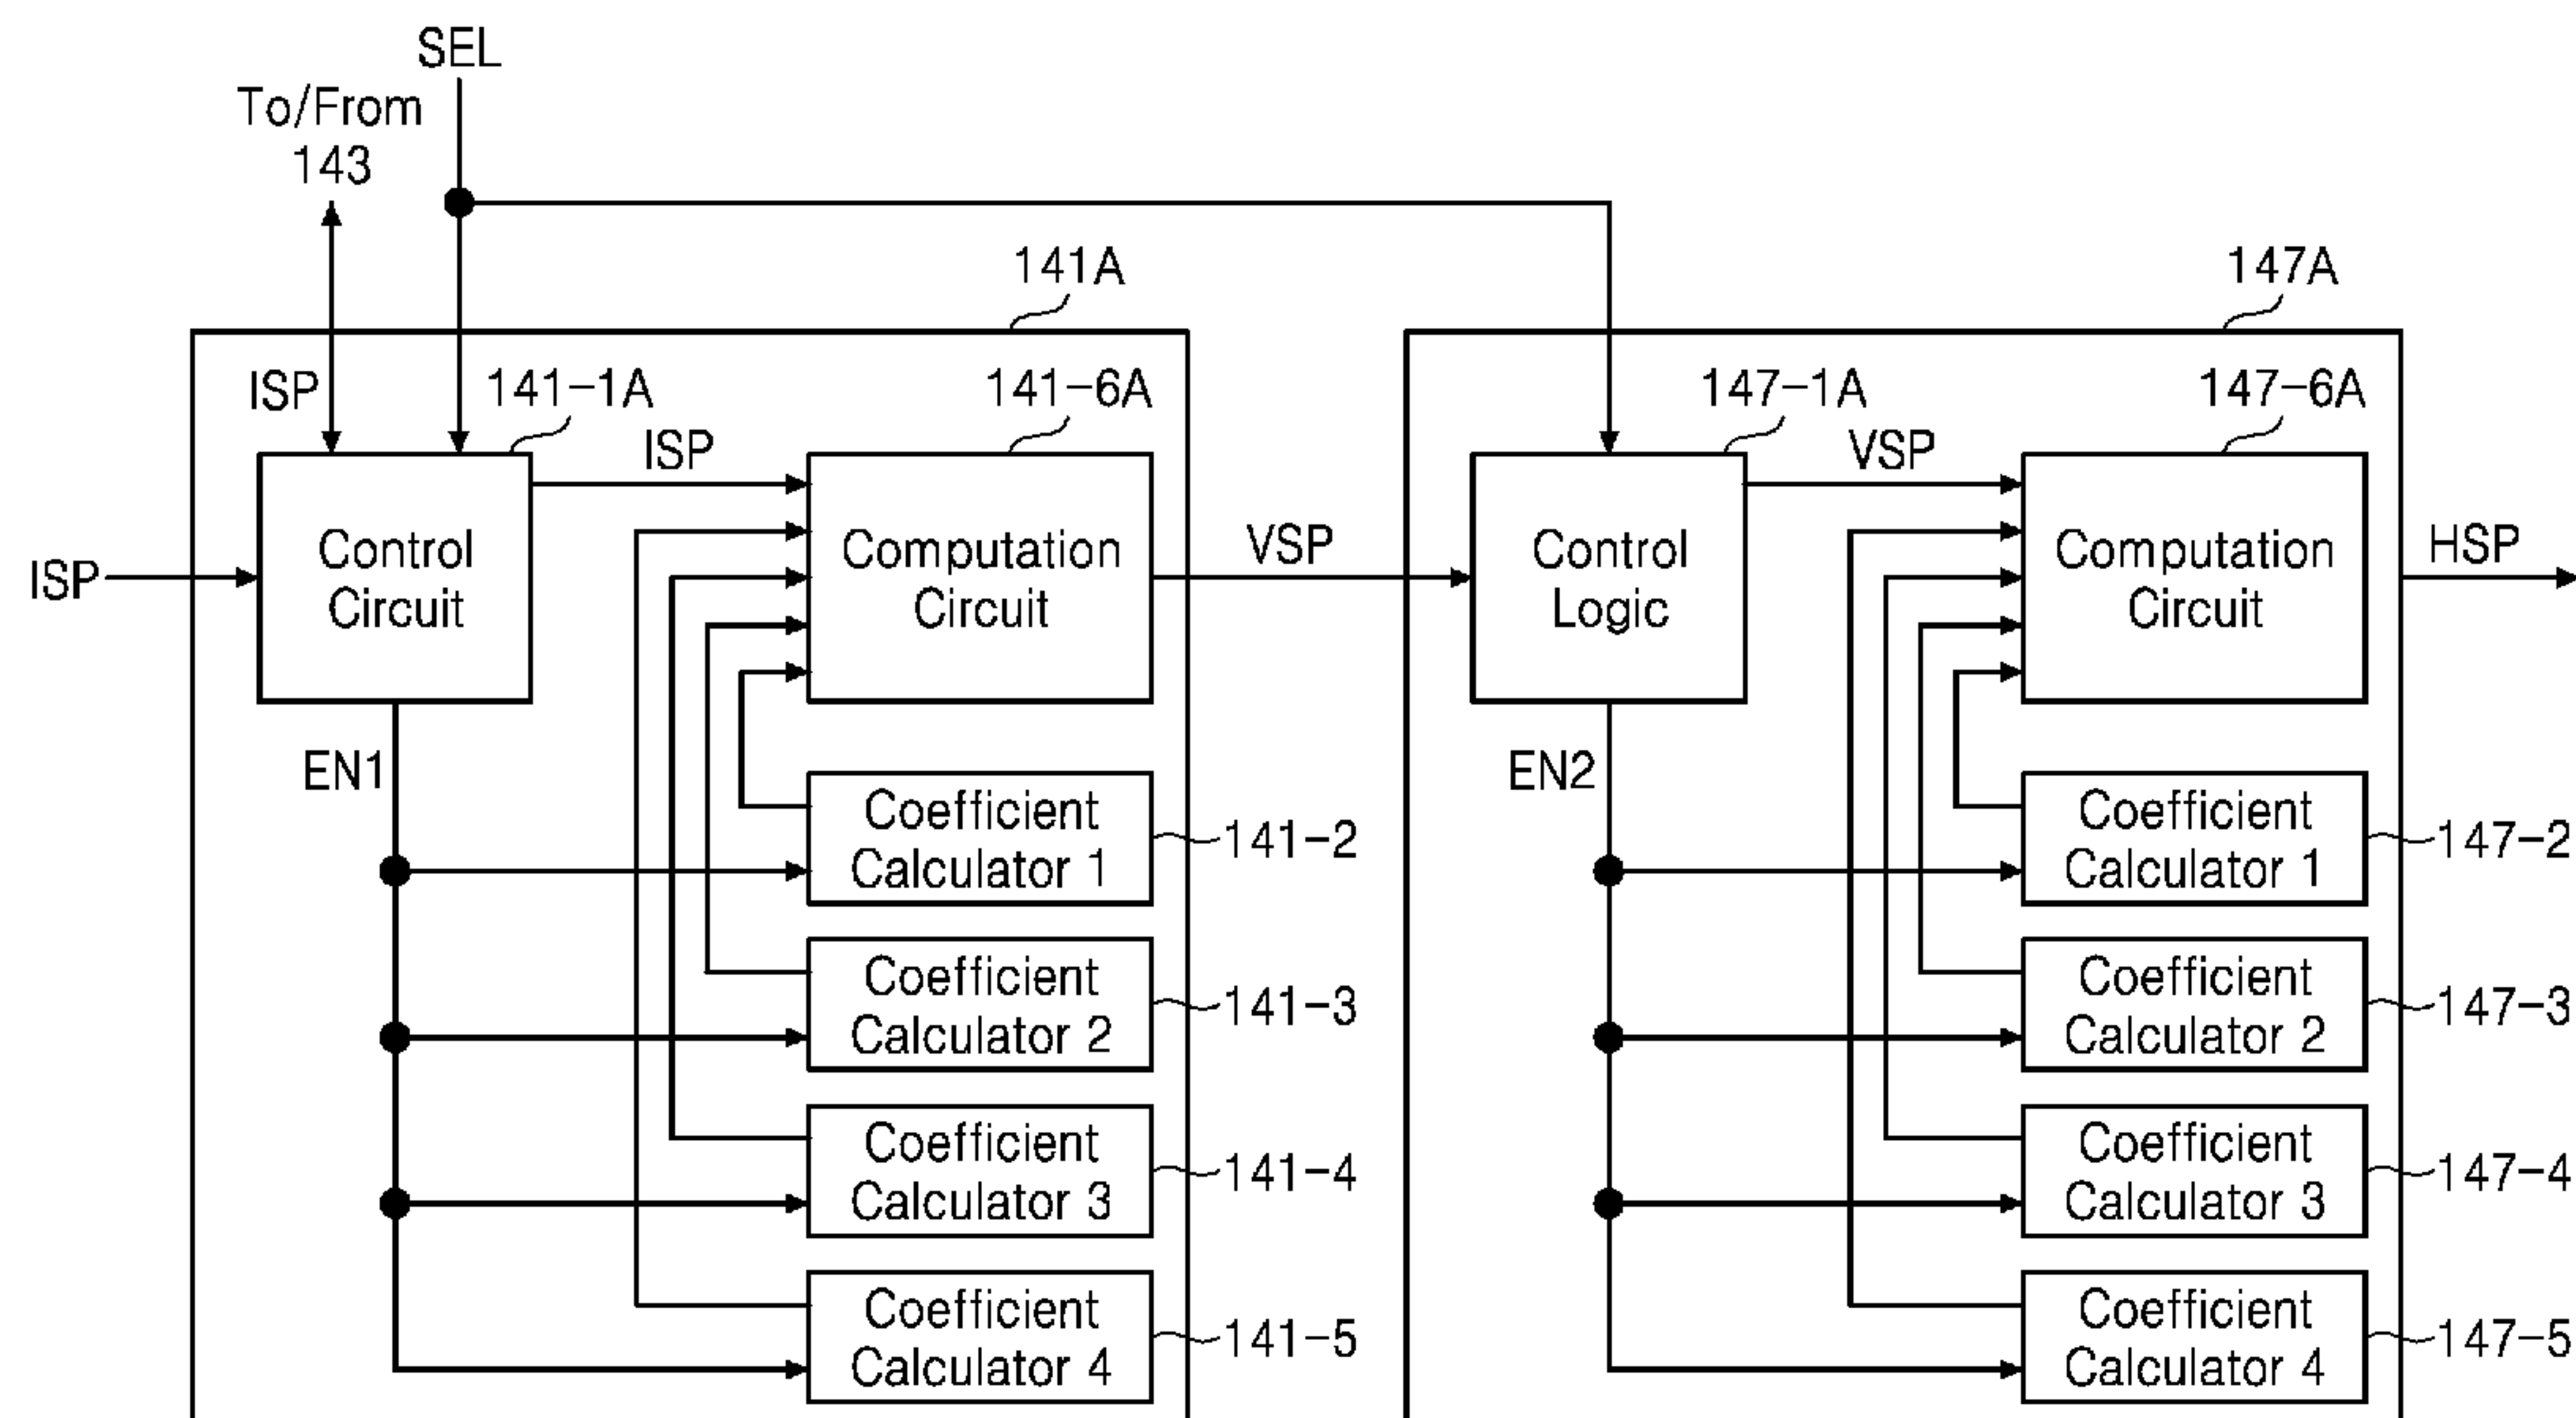 SEL
To/From
143
141A
147A
ISP
141-1A
141-6A
147-1A
147-6A
ISP
VSP
ISP
Control
Circuit
Computation
Circuit
VSP
Control
Logic
Computation
Circuit
HSP
EN1
EN2
Coefficient
Calculator 1
141-2
Coefficient
Calculator 1
147-2
Coefficient
Calculator 2
141-3
Coefficient
Calculator 2
147-3
Coefficient
Calculator 3
141-4
Coefficient
Calculator 3
147-4
Coefficient
Calculator 4
141-5
Coefficient
Calculator 4
147-5